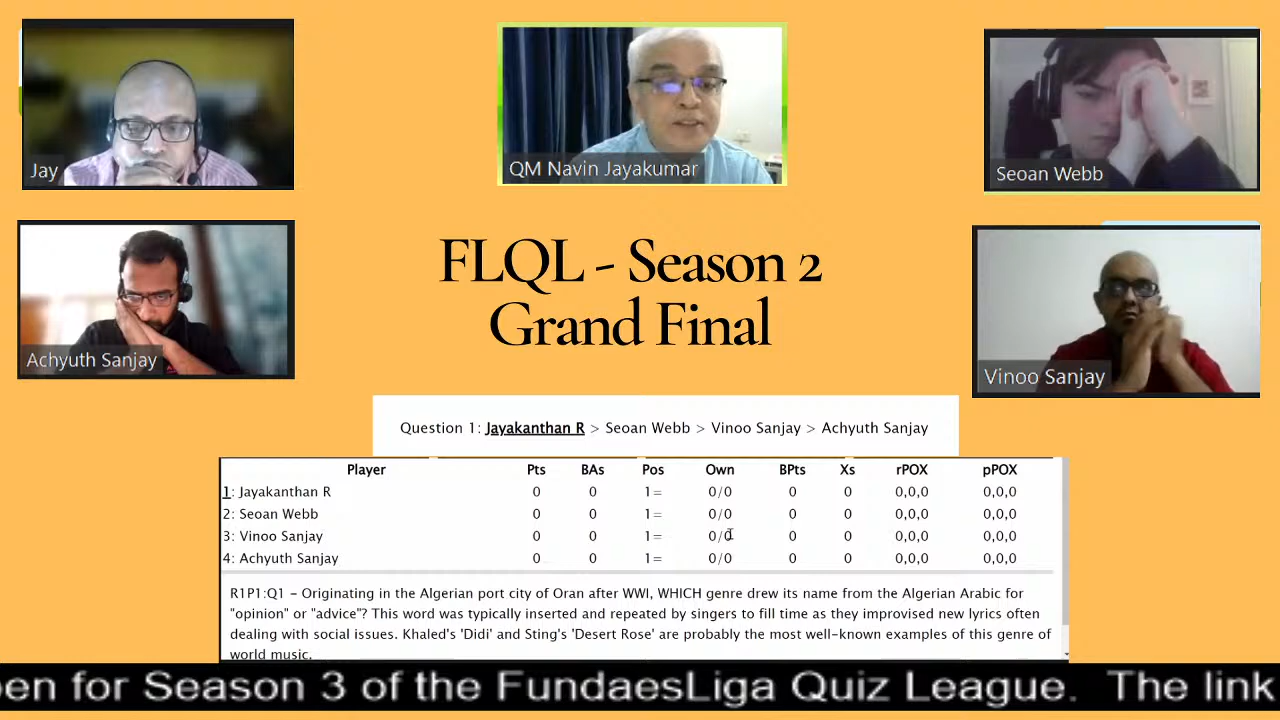 Jay
QM Navin Jayakumar
Seoan Webb
Achyuth Sanjay
Vinoo Sanjay
FLQL - Season 2
Grand Final
Question 1: Jayakanthan R > Seoan Webb > Vinoo Sanjay > Achyuth Sanjay
Player Pts BAs Pos Own BPts Xs rPOX pPOX
1: Jayakanthan R 0 0 1= 0/0 0 0 0,0,0 0,0,0
2: Seoan Webb 0 0 1= 0/0 0 0 0,0,0 0,0,0
3: Vinoo Sanjay 0 0 1= 0/0 0 0 0,0,0 0,0,0
4: Achyuth Sanjay 0 0 1= 0/0 0 0 0,0,0 0,0,0
R1P1:Q1 - Originating in the Algerian port city of Oran after WWI, WHICH genre drew its name from the Algerian Arabic for
"opinion" or "advice"? This word was typically inserted and repeated by singers to fill time as they improvised new lyrics often
dealing with social issues. Khaled's 'Didi' and Sting's 'Desert Rose' are probably the most well-known examples of this genre of
world music.
en for Season 3 of the FundaesLiga Quiz League. The link